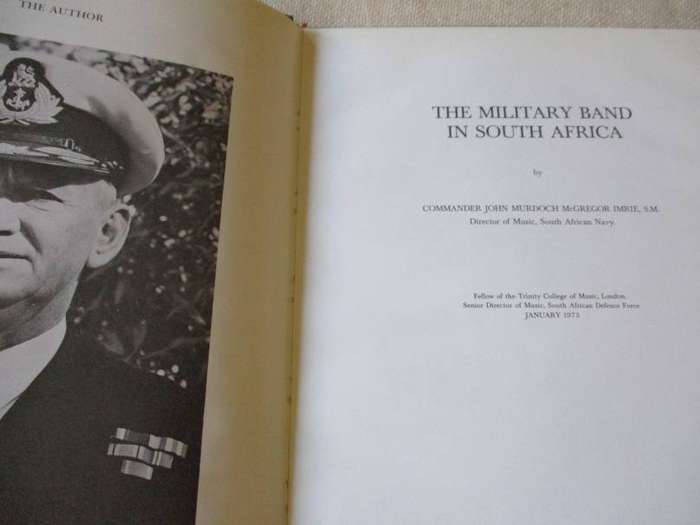 THE AUTHOR
THE MILITARY BAND
IN SOUTH AFRICA
by
COMMANDER JOHN MURDOCH McGREGOR IMRIE, S.M.
Director of Music, South African Navy.
Fellow of the Trinity College of Music, London.
Senior Director of Music, South African Defence Force
JANUARY 1973